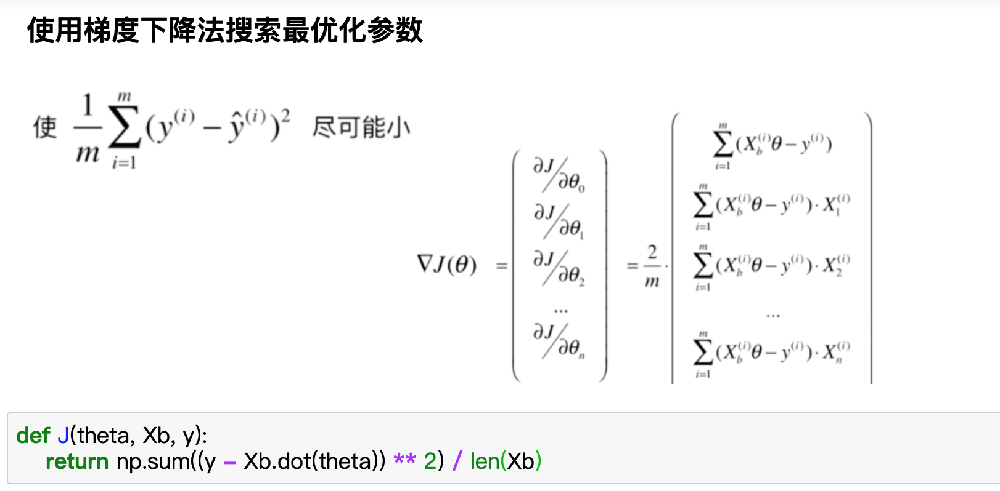 使用梯度下降法搜索最优化参数
使 \frac{1}{m} \sum_{i=1}^{m} (y^{(i)} - \hat{y}^{(i)})^2 尽可能小
\nabla J(\theta) = \begin{pmatrix} \partial J / \partial \theta_0 \\ \partial J / \partial \theta_1 \\ \partial J / \partial \theta_2 \\ ... \\ \partial J / \partial \theta_n \end{pmatrix} = \frac{2}{m} \cdot \begin{pmatrix} \sum_{i=1}^{m} (X_b^{(i)} \theta - y^{(i)}) \\ \sum_{i=1}^{m} (X_b^{(i)} \theta - y^{(i)}) \cdot X_1^{(i)} \\ \sum_{i=1}^{m} (X_b^{(i)} \theta - y^{(i)}) \cdot X_2^{(i)} \\ ... \\ \sum_{i=1}^{m} (X_b^{(i)} \theta - y^{(i)}) \cdot X_n^{(i)} \end{pmatrix}
def J(theta, Xb, y):
    return np.sum((y - Xb.dot(theta)) ** 2) / len(Xb)